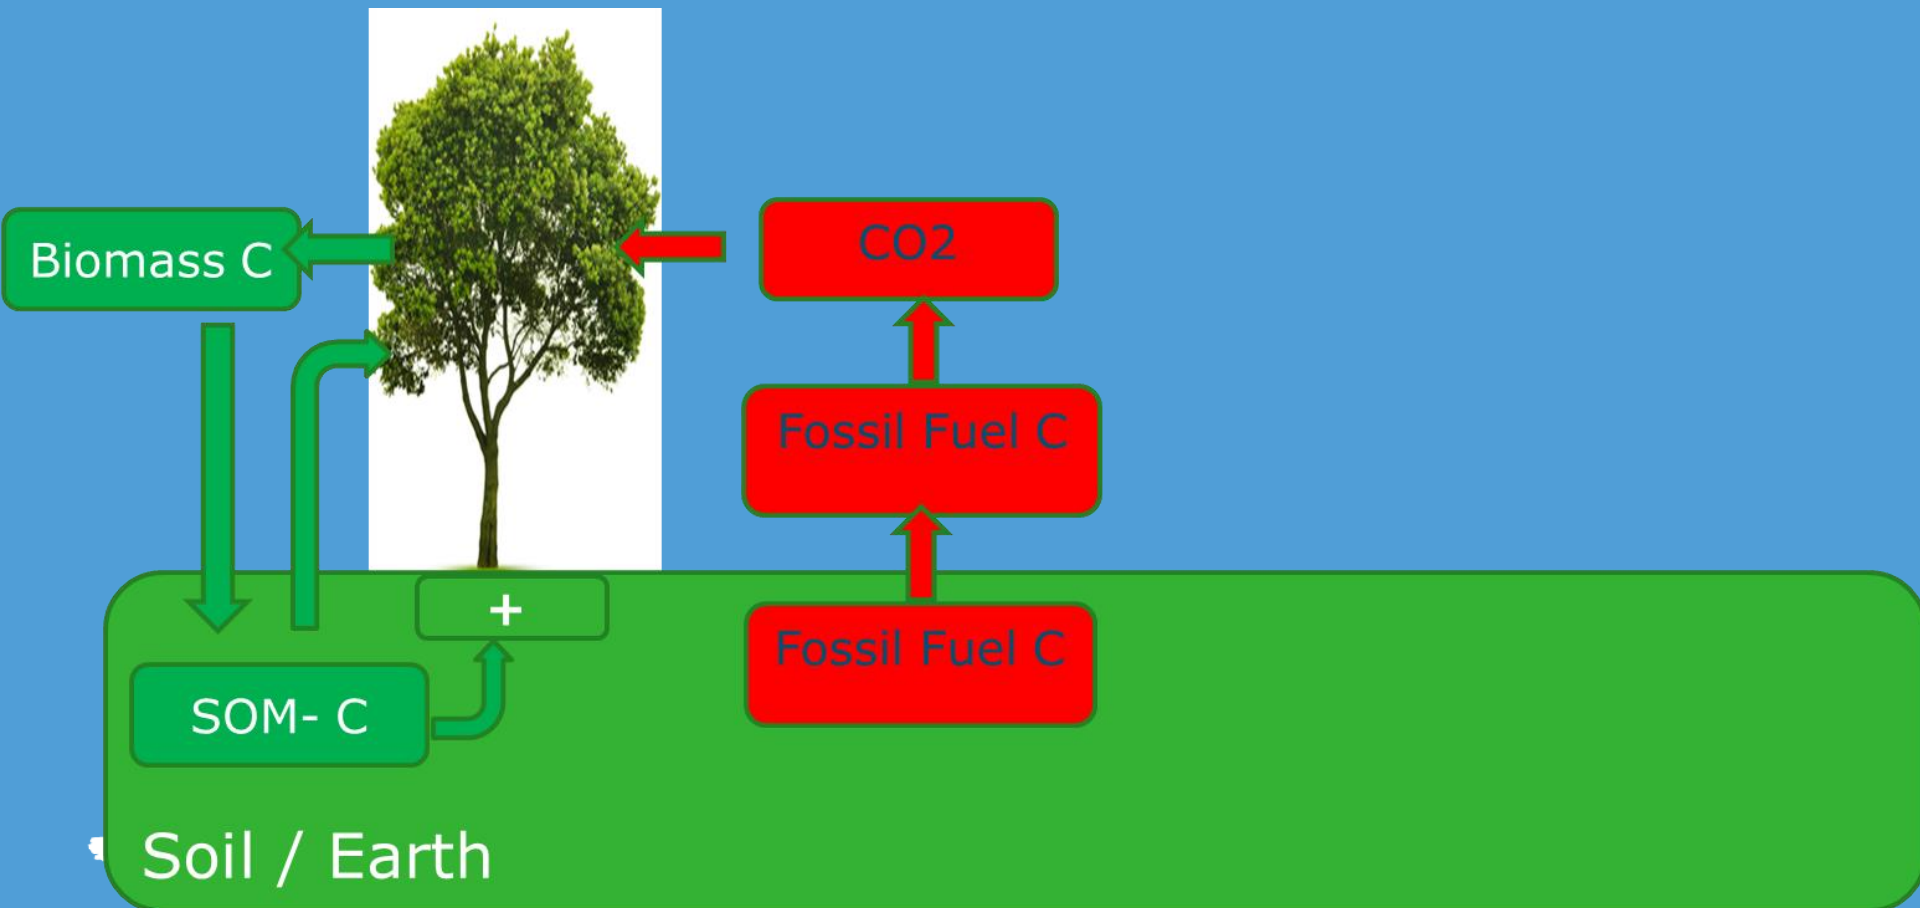 Biomass C
CO2
Fossil Fuel C
+
Fossil Fuel C
SOM- C
Soil / Earth